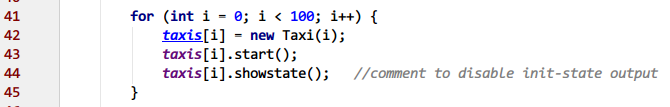 41 for (int i = 0; i < 100; i++) {
42 taxis[i] = new Taxi(i);
43 taxis[i].start();
44 taxis[i].showstate(); //comment to disable init-state output
45 }